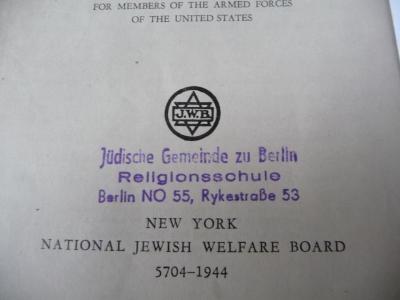 FOR MEMBERS OF THE ARMED FORCES
OF THE UNITED STATES
J.W.B.
Jüdische Gemeinde zu Berlin
Religionsschule
Berlin NO 55, Rykestraße 53
NEW YORK
NATIONAL JEWISH WELFARE BOARD
5704-1944